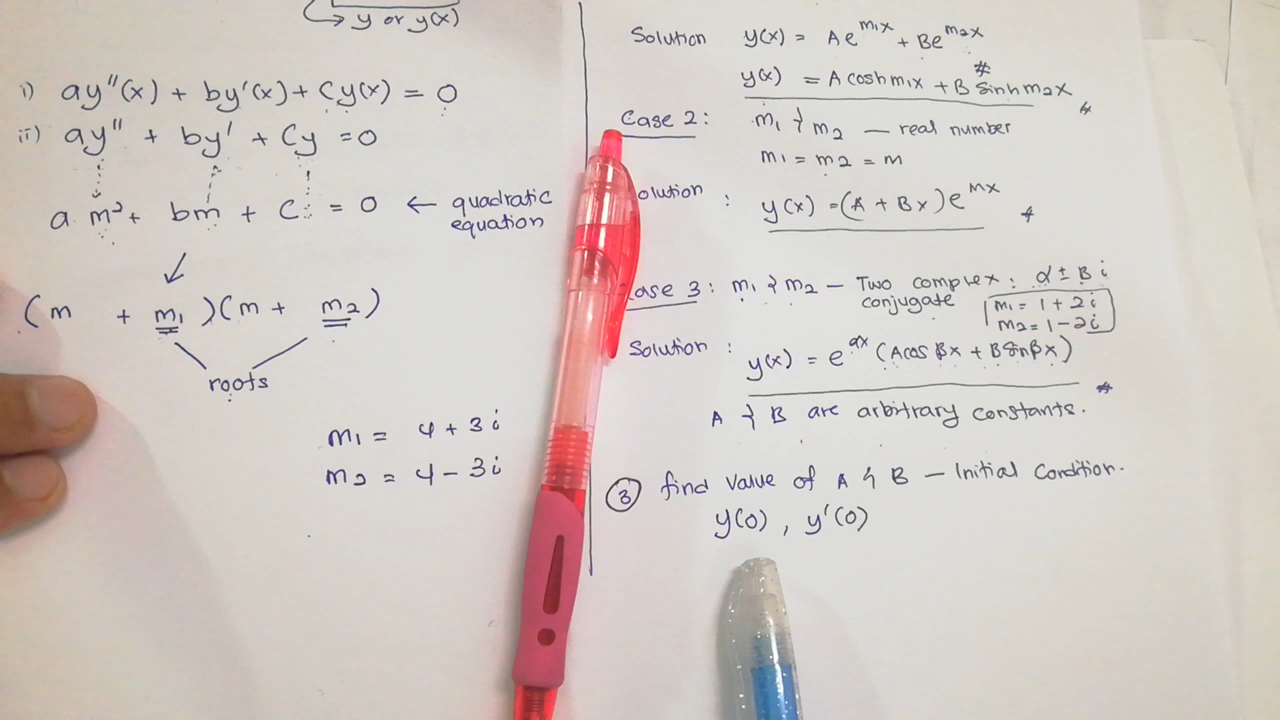 ↳ y or y(x)
i) ay''(x) + by'(x) + Cy(x) = 0
ii) ay'' + by' + Cy = 0
a m² + bm + C = 0 ← quadratic
equation
(m + m₁)(m + m₂)
roots
m₁ = 4 + 3i
m₂ = 4 - 3i
Solution y(x) = Ae^{m₁x} + Be^{m₂x}
y(x) = A cosh m₁x + B sinh m₂x
Case 2: m₁ & m₂ — real number
m₁ = m₂ = m
olution : y(x) = (A + Bx)e^{mx}
ase 3: m₁ & m₂ — Two complex : α ± βi
conjugate
m₁ = 1 + 2i
m₂ = 1 - 2i
Solution : y(x) = e^{αx} (A cos βx + B sin βx)
A & B are arbitrary constants.
③ find value of A & B — Initial Condition.
y(0), y'(0)